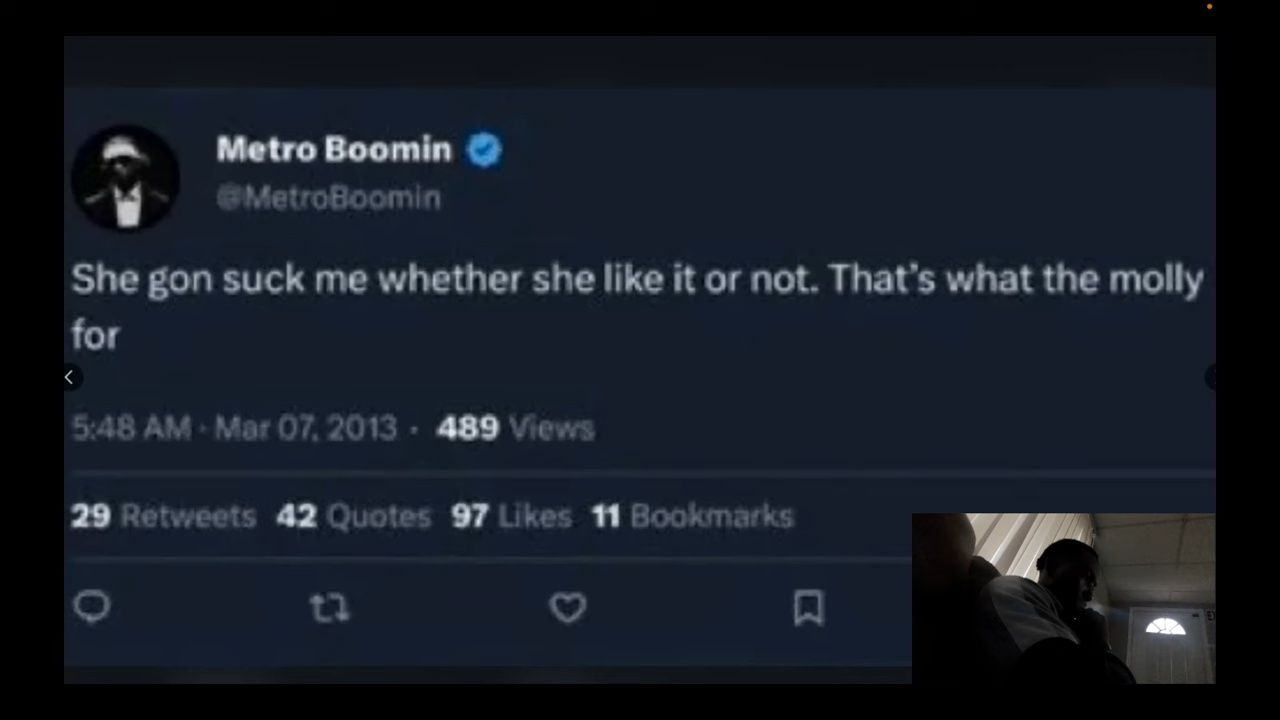 Metro Boomin
@MetroBoomin
She gon suck me whether she like it or not. That's what the molly
for
5:48 AM · Mar 07, 2013 · 489 Views
29 Retweets 42 Quotes 97 Likes 11 Bookmarks